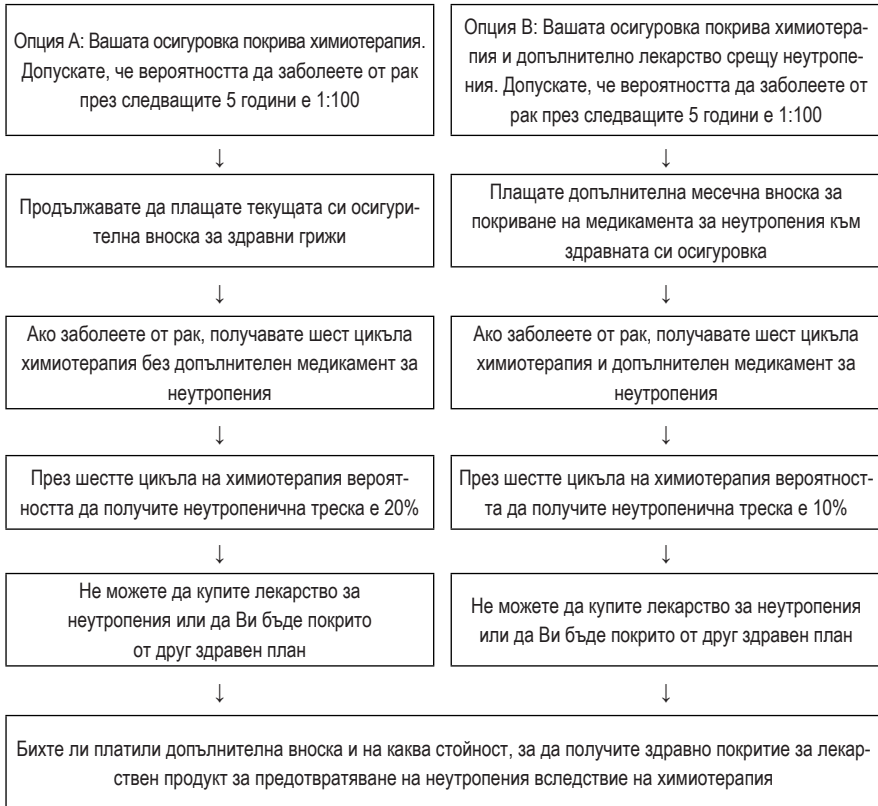 Опция А: Вашата осигуровка покрива химиотерапия.
Допускате, че вероятността да заболеете от рак
през следващите 5 години е 1:100
Опция В: Вашата осигуровка покрива химиотера-
пия и допълнително лекарство срещу неутропе-
ния. Допускате, че вероятността да заболеете от
рак през следващите 5 години е 1:100
↓
↓
Продължавате да плащате текущата си осигури-
телна вноска за здравни грижи
Плащате допълнителна месечна вноска за
покриване на медикамента за неутропения към
здравната си осигуровка
↓
↓
Ако заболеете от рак, получавате шест цикъла
химиотерапия без допълнителен медикамент за
неутропения
Ако заболеете от рак, получавате шест цикъла
химиотерапия и допълнителен медикамент за
неутропения
↓
↓
През шестте цикъла на химиотерапия вероят-
ността да получите неутропенична треска е 20%
През шестте цикъла на химиотерапия вероятност-
та да получите неутропенична треска е 10%
↓
↓
Не можете да купите лекарство за
неутропения или да Ви бъде покрито
от друг здравен план
Не можете да купите лекарство за неутропения
или да Ви бъде покрито от друг здравен план
↓
↓
Бихте ли платили допълнителна вноска и на каква стойност, за да получите здравно покритие за лекар-
ствен продукт за предотвратяване на неутропения вследствие на химиотерапия